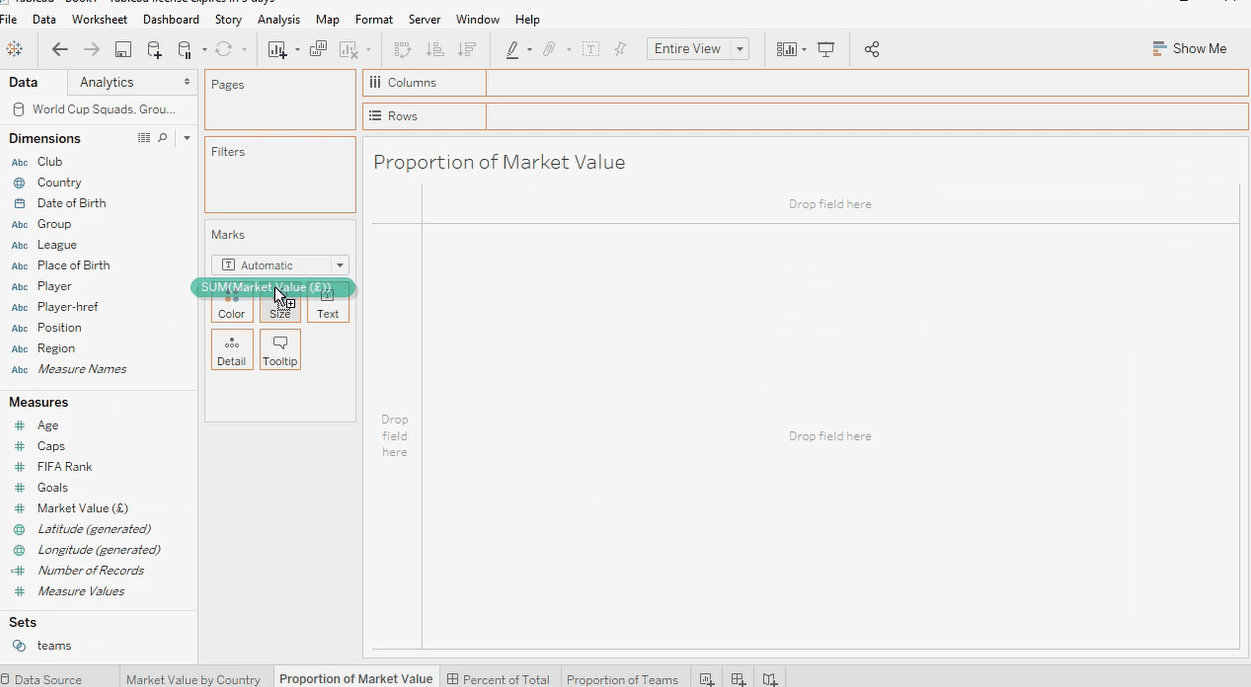 File Data Worksheet Dashboard Story Analysis Map Format Server Window Help
Entire View
Show Me
Data Analytics
World Cup Squads, Grou...
Dimensions
Abc Club
Country
Date of Birth
Abc Group
Abc League
Abc Place of Birth
Abc Player
Abc Player-href
Abc Position
Abc Region
Abc Measure Names
Measures
Age
Caps
FIFA Rank
Goals
Market Value (£)
Latitude (generated)
Longitude (generated)
Number of Records
Measure Values
Sets
teams
Pages
Filters
Marks
Automatic
SUM(Market Value (£))
Color Size Text
Detail Tooltip
Columns
Rows
Proportion of Market Value
Drop field here
Drop
field
here
Drop field here
Data Source Market Value by Country Proportion of Market Value Percent of Total Proportion of Teams